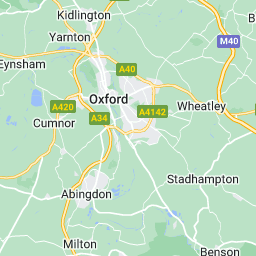 Kidlington
Yarnton
M40
Eynsham
A40
Oxford
A420
A34
A4142
Wheatley
Cumnor
Stadhampton
Abingdon
Milton
Benson